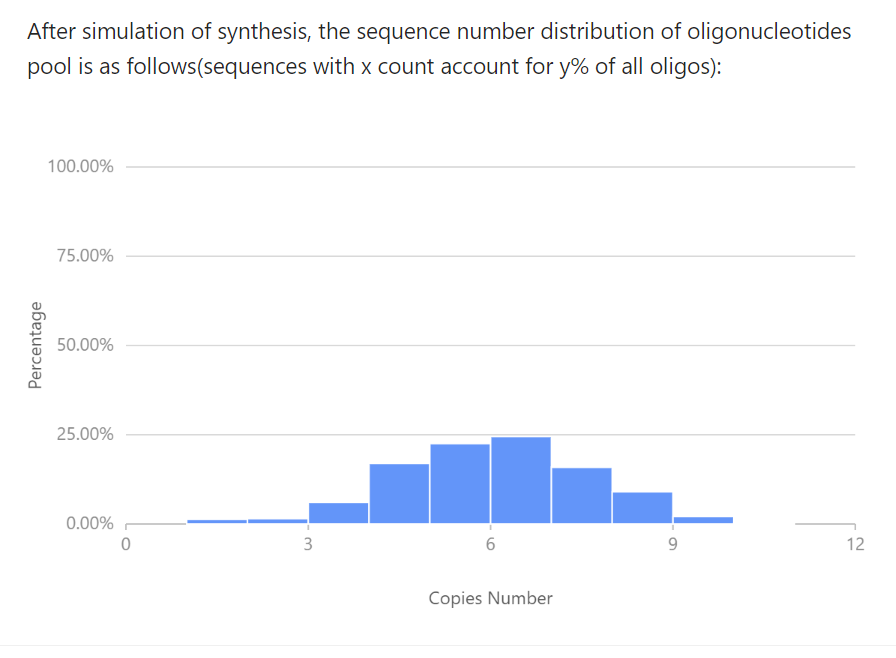 After simulation of synthesis, the sequence number distribution of oligonucleotides
pool is as follows(sequences with x count account for y% of all oligos):
100.00%
75.00%
50.00%
25.00%
0.00%
Percentage
0 3 6 9 12
Copies Number